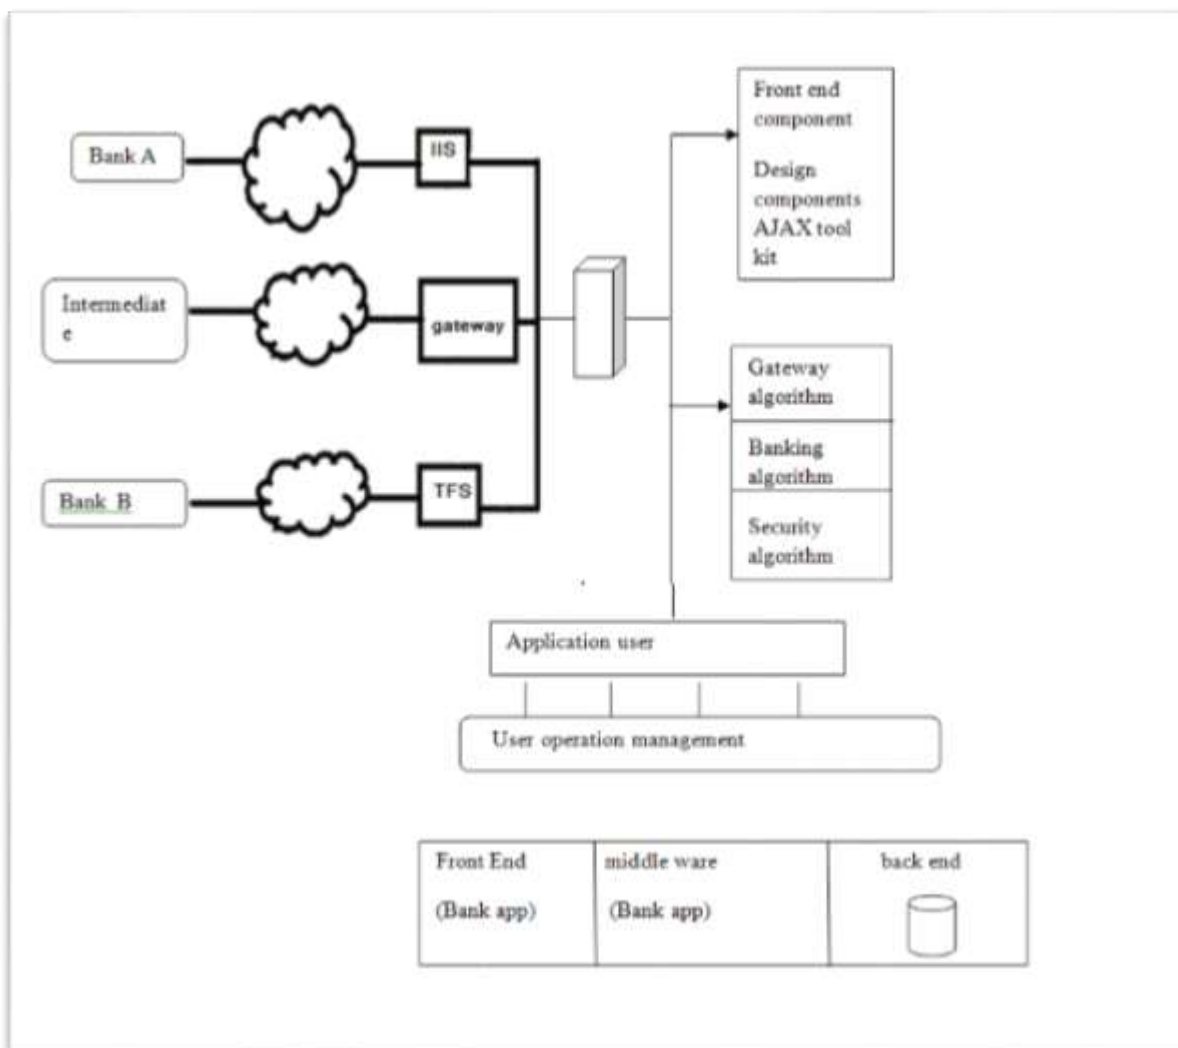 Bank A
IIS
Front end
component
Design
components
AJAX tool
kit
Intermediat
e
gateway
Gateway
algorithm
Banking
algorithm
Security
algorithm
Bank B
TFS
Application user
User operation management
Front End
(Bank app)
middle ware
(Bank app)
back end